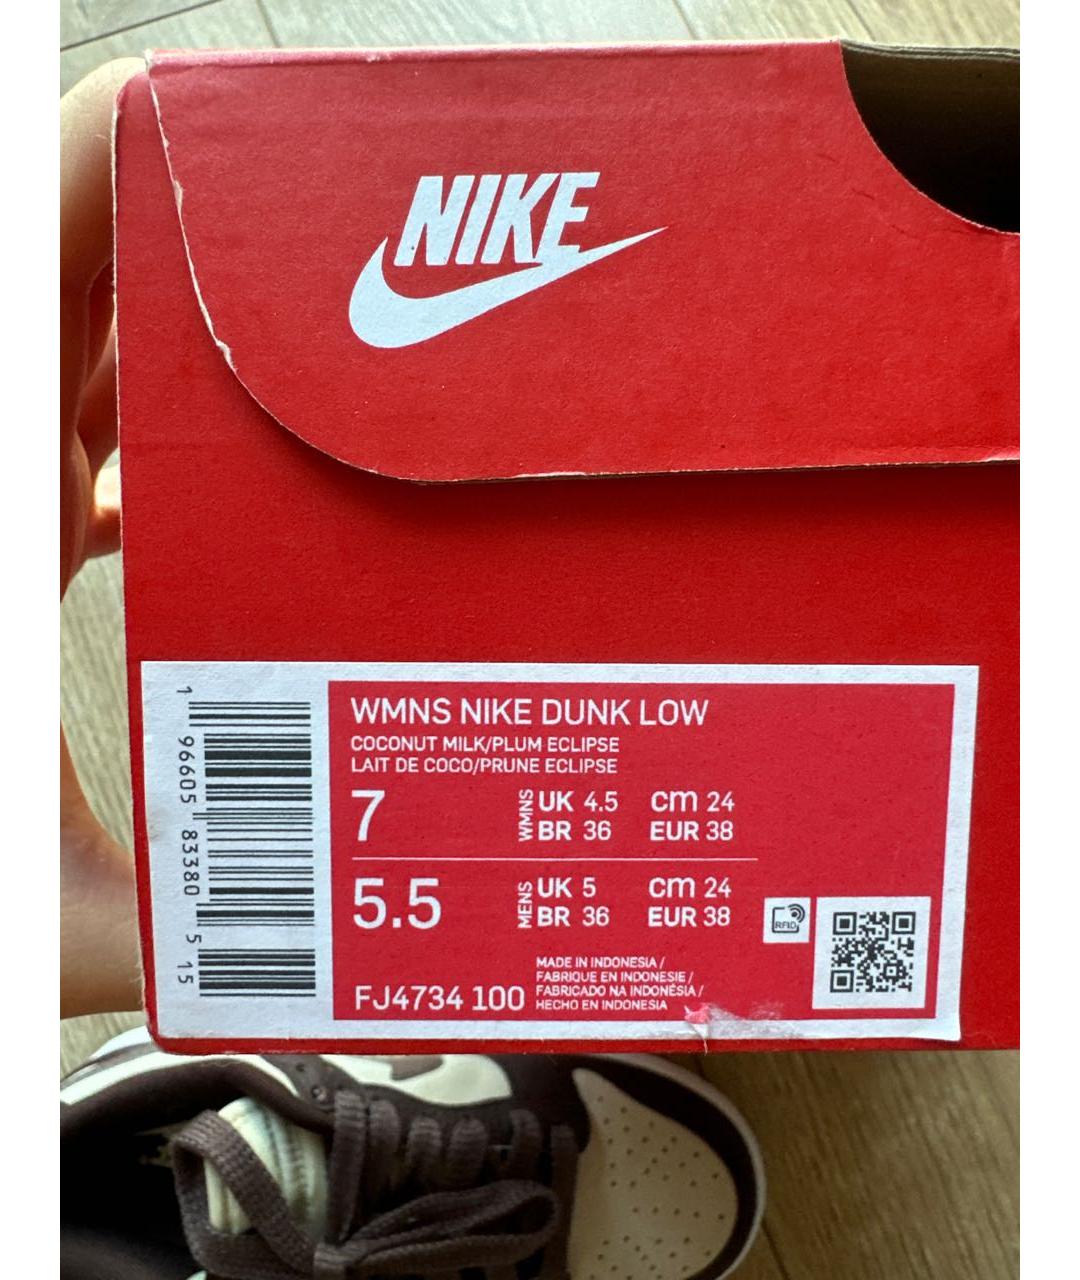 NIKE
WMNS NIKE DUNK LOW
COCONUT MILK/PLUM ECLIPSE
LAIT DE COCO/PRUNE ECLIPSE
7 WMNS UK 4.5 cm 24
BR 36 EUR 38
5.5 MENS UK 5 cm 24
BR 36 EUR 38
RFID
MADE IN INDONESIA /
FABRIQUE EN INDONESIE /
FABRICADO NA INDONÉSIA /
HECHO EN INDONESIA
FJ4734 100
1 96605 83380 5 15